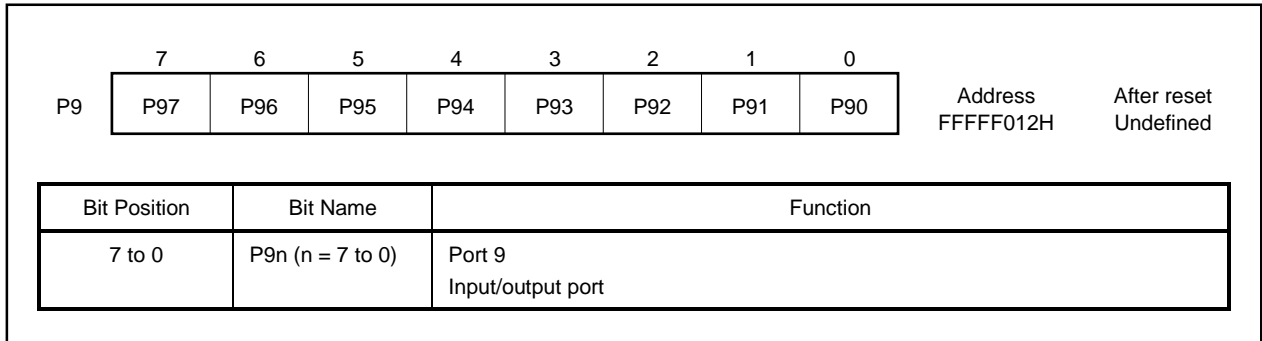 7 6 5 4 3 2 1 0
P9 P97 P96 P95 P94 P93 P92 P91 P90 Address After reset
FFFFF012H Undefined
Bit Position Bit Name Function
7 to 0 P9n (n = 7 to 0) Port 9
Input/output port